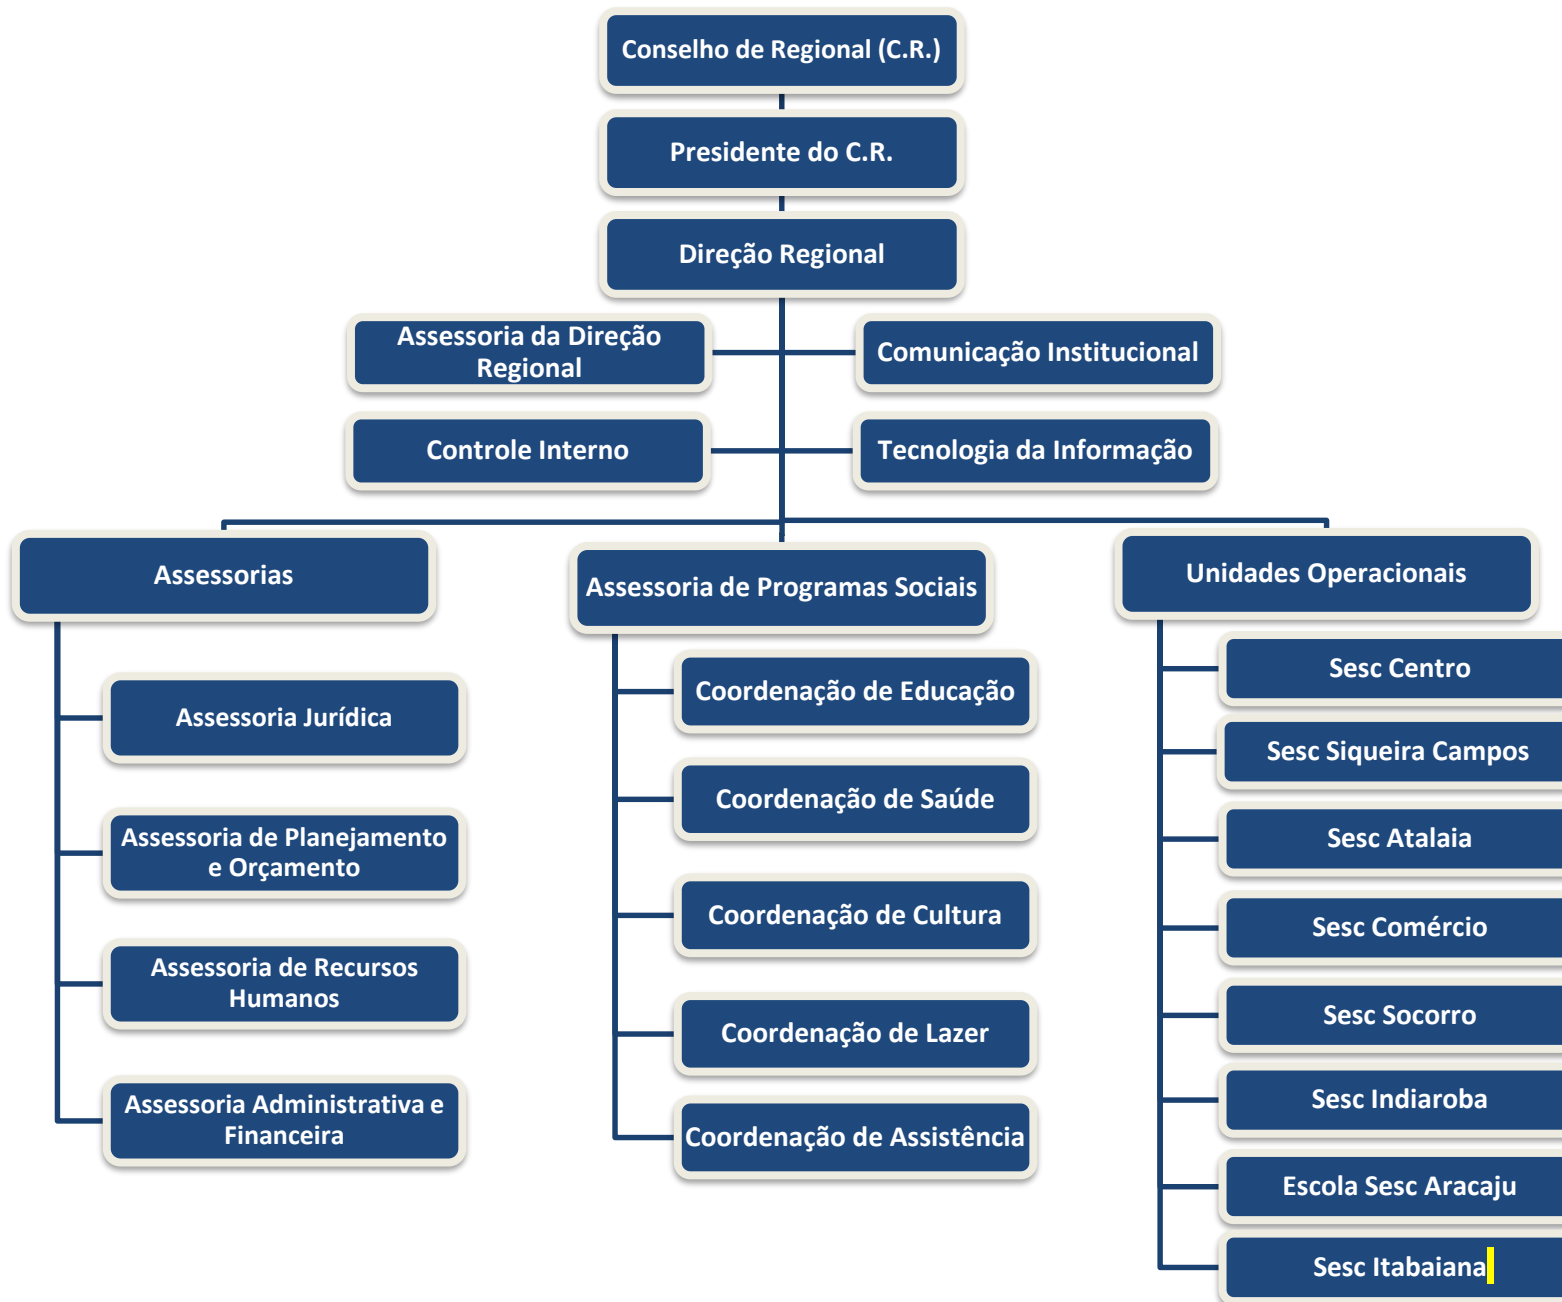 Conselho de Regional (C.R.)
Presidente do C.R.
Direção Regional
Assessoria da Direção
Regional
Comunicação Institucional
Controle Interno
Tecnologia da Informação
Assessorias
Assessoria Jurídica
Assessoria de Planejamento
e Orçamento
Assessoria de Recursos
Humanos
Assessoria Administrativa e
Financeira
Assessoria de Programas Sociais
Coordenação de Educação
Coordenação de Saúde
Coordenação de Cultura
Coordenação de Lazer
Coordenação de Assistência
Unidades Operacionais
Sesc Centro
Sesc Siqueira Campos
Sesc Atalaia
Sesc Comércio
Sesc Socorro
Sesc Indiaroba
Escola Sesc Aracaju
Sesc Itabaiana